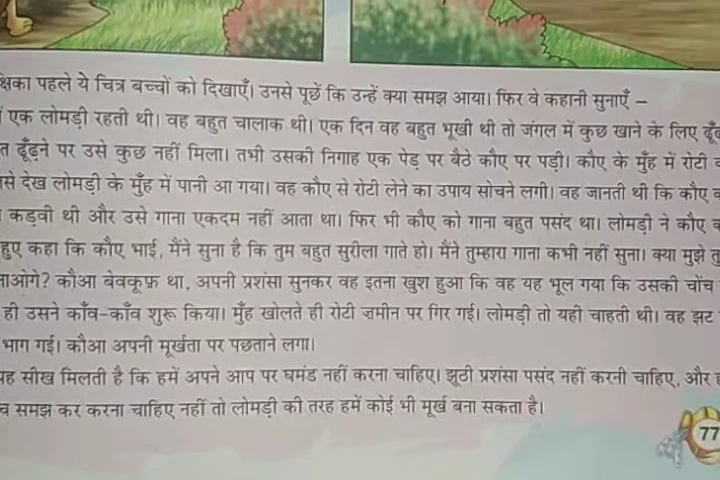 पहले ये चित्र बच्चों को दिखाएँ। उनसे पूछें कि उन्हें क्या समझ आया। फिर वे कहानी सुनाएँ –
एक लोमड़ी रहती थी। वह बहुत चालाक थी। एक दिन वह बहुत भूखी थी तो जंगल में कुछ खाने के लिए
ढूँढ़ने पर उसे कुछ नहीं मिला। तभी उसकी निगाह एक पेड़ पर बैठे कौए पर पड़ी। कौए के मुँह में रोटी
देख लोमड़ी के मुँह में पानी आ गया। वह कौए से रोटी लेने का उपाय सोचने लगी। वह जानती थी कि कौए
कड़वी थी और उसे गाना एकदम नहीं आता था। फिर भी कौए को गाना बहुत पसंद था। लोमड़ी ने कौए
हुए कहा कि कौए भाई, मैंने सुना है कि तुम बहुत सुरीला गाते हो। मैंने तुम्हारा गाना कभी नहीं सुना। क्या मुझे
कौआ बेवकूफ़ था, अपनी प्रशंसा सुनकर वह इतना खुश हुआ कि वह यह भूल गया कि उसकी चोंच
ही उसने काँव-काँव शुरू किया। मुँह खोलते ही रोटी ज़मीन पर गिर गई। लोमड़ी तो यही चाहती थी। वह झट
भाग गई। कौआ अपनी मूर्खता पर पछताने लगा।
सीख मिलती है कि हमें अपने आप पर घमंड नहीं करना चाहिए। झूठी प्रशंसा पसंद नहीं करनी चाहिए, और
समझ कर करना चाहिए नहीं तो लोमड़ी की तरह हमें कोई भी मूर्ख बना सकता है।
77